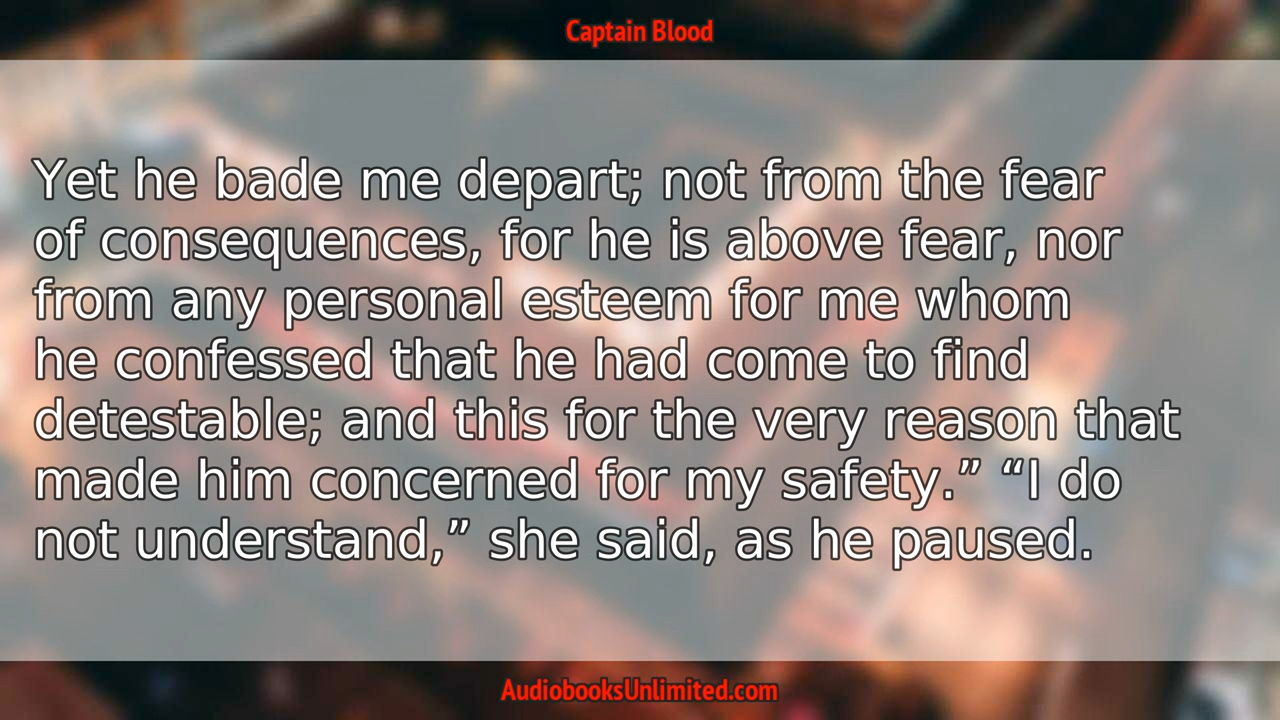 Captain Blood
Yet he bade me depart; not from the fear
of consequences, for he is above fear, nor
from any personal esteem for me whom
he confessed that he had come to find
detestable; and this for the very reason that
made him concerned for my safety.” “I do
not understand,” she said, as he paused.
AudiobooksUnlimited.com